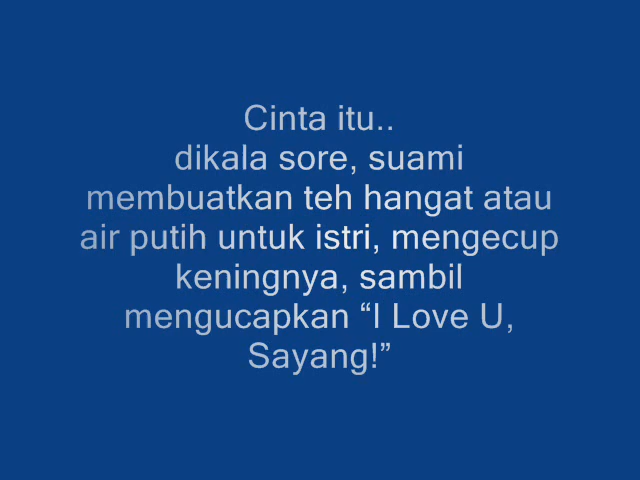 Cinta itu..
dikala sore, suami
membuatkan teh hangat atau
air putih untuk istri, mengecup
keningnya, sambil
mengucapkan “I Love U,
Sayang!”